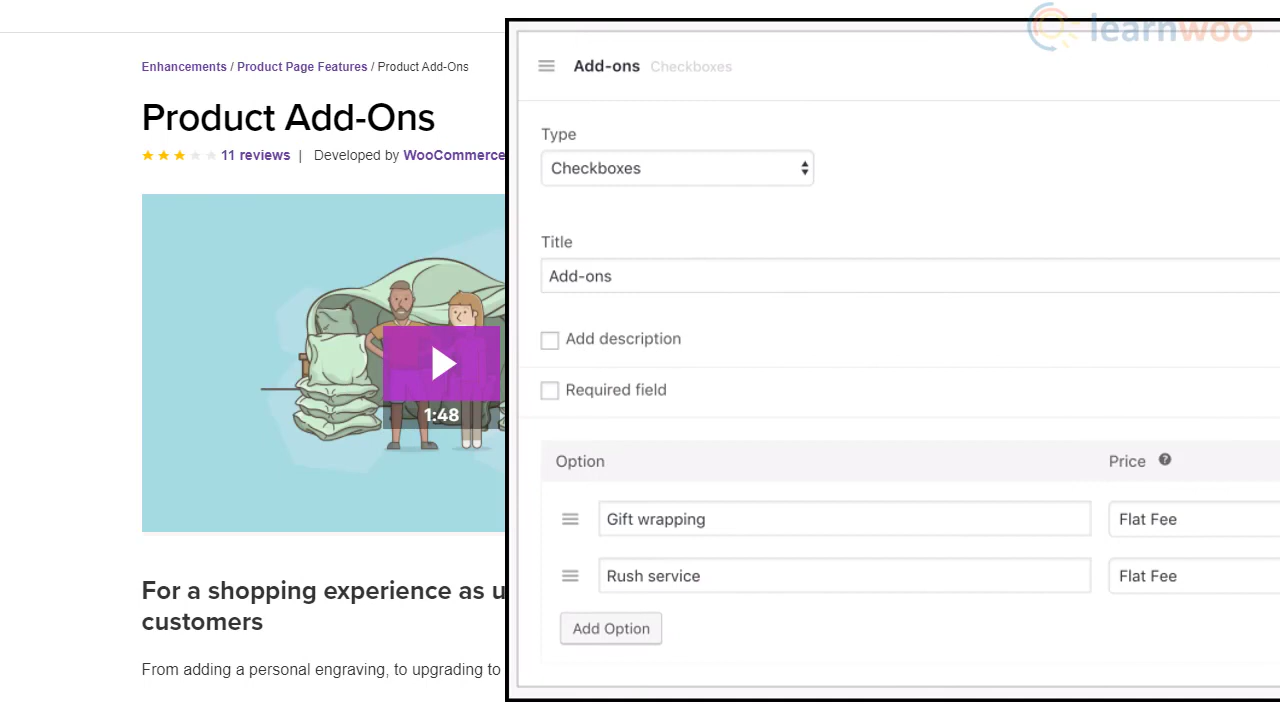 learnwoo
Enhancements / Product Page Features / Product Add-Ons
Product Add-Ons
11 reviews | Developed by WooCommerce
1:48
For a shopping experience as u
customers
From adding a personal engraving, to upgrading to
Add-ons Checkboxes
Type
Checkboxes
Title
Add-ons
Add description
Required field
Option Price ?
Gift wrapping Flat Fee
Rush service Flat Fee
Add Option